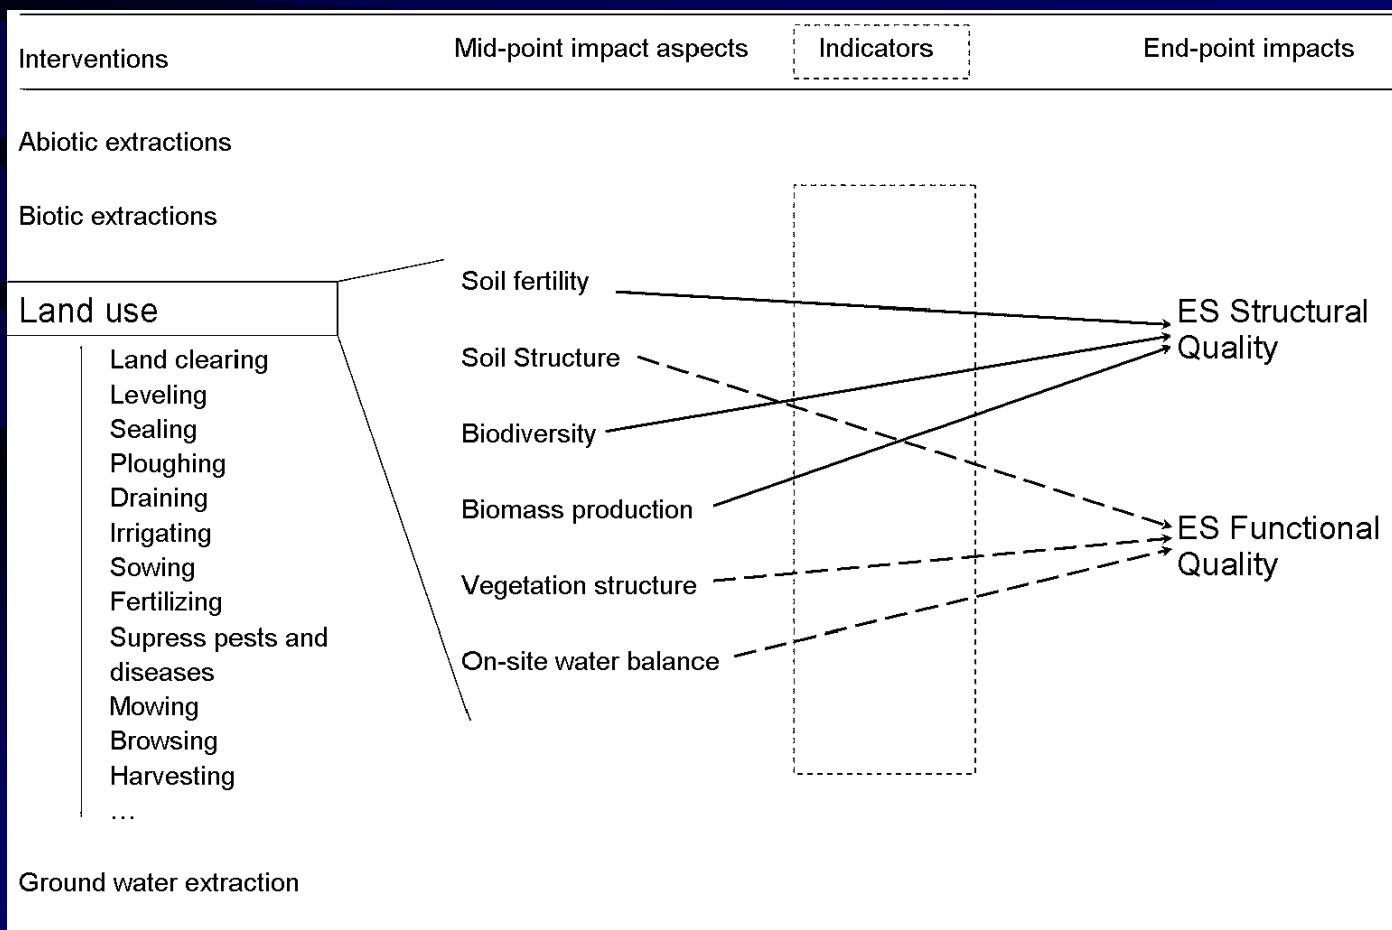 Interventions
Mid-point impact aspects
Indicators
End-point impacts
Abiotic extractions
Biotic extractions
Land use
Land clearing
Leveling
Sealing
Ploughing
Draining
Irrigating
Sowing
Fertilizing
Supress pests and
diseases
Mowing
Browsing
Harvesting
...
Ground water extraction
Soil fertility
Soil Structure
Biodiversity
Biomass production
Vegetation structure
On-site water balance
ES Structural
Quality
ES Functional
Quality